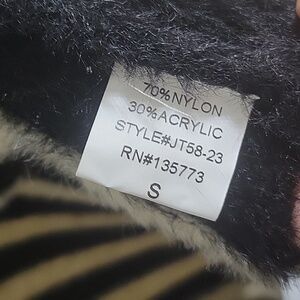 70%NYLON
30%ACRYLIC
STYLE#JT58-23
RN#135773
S